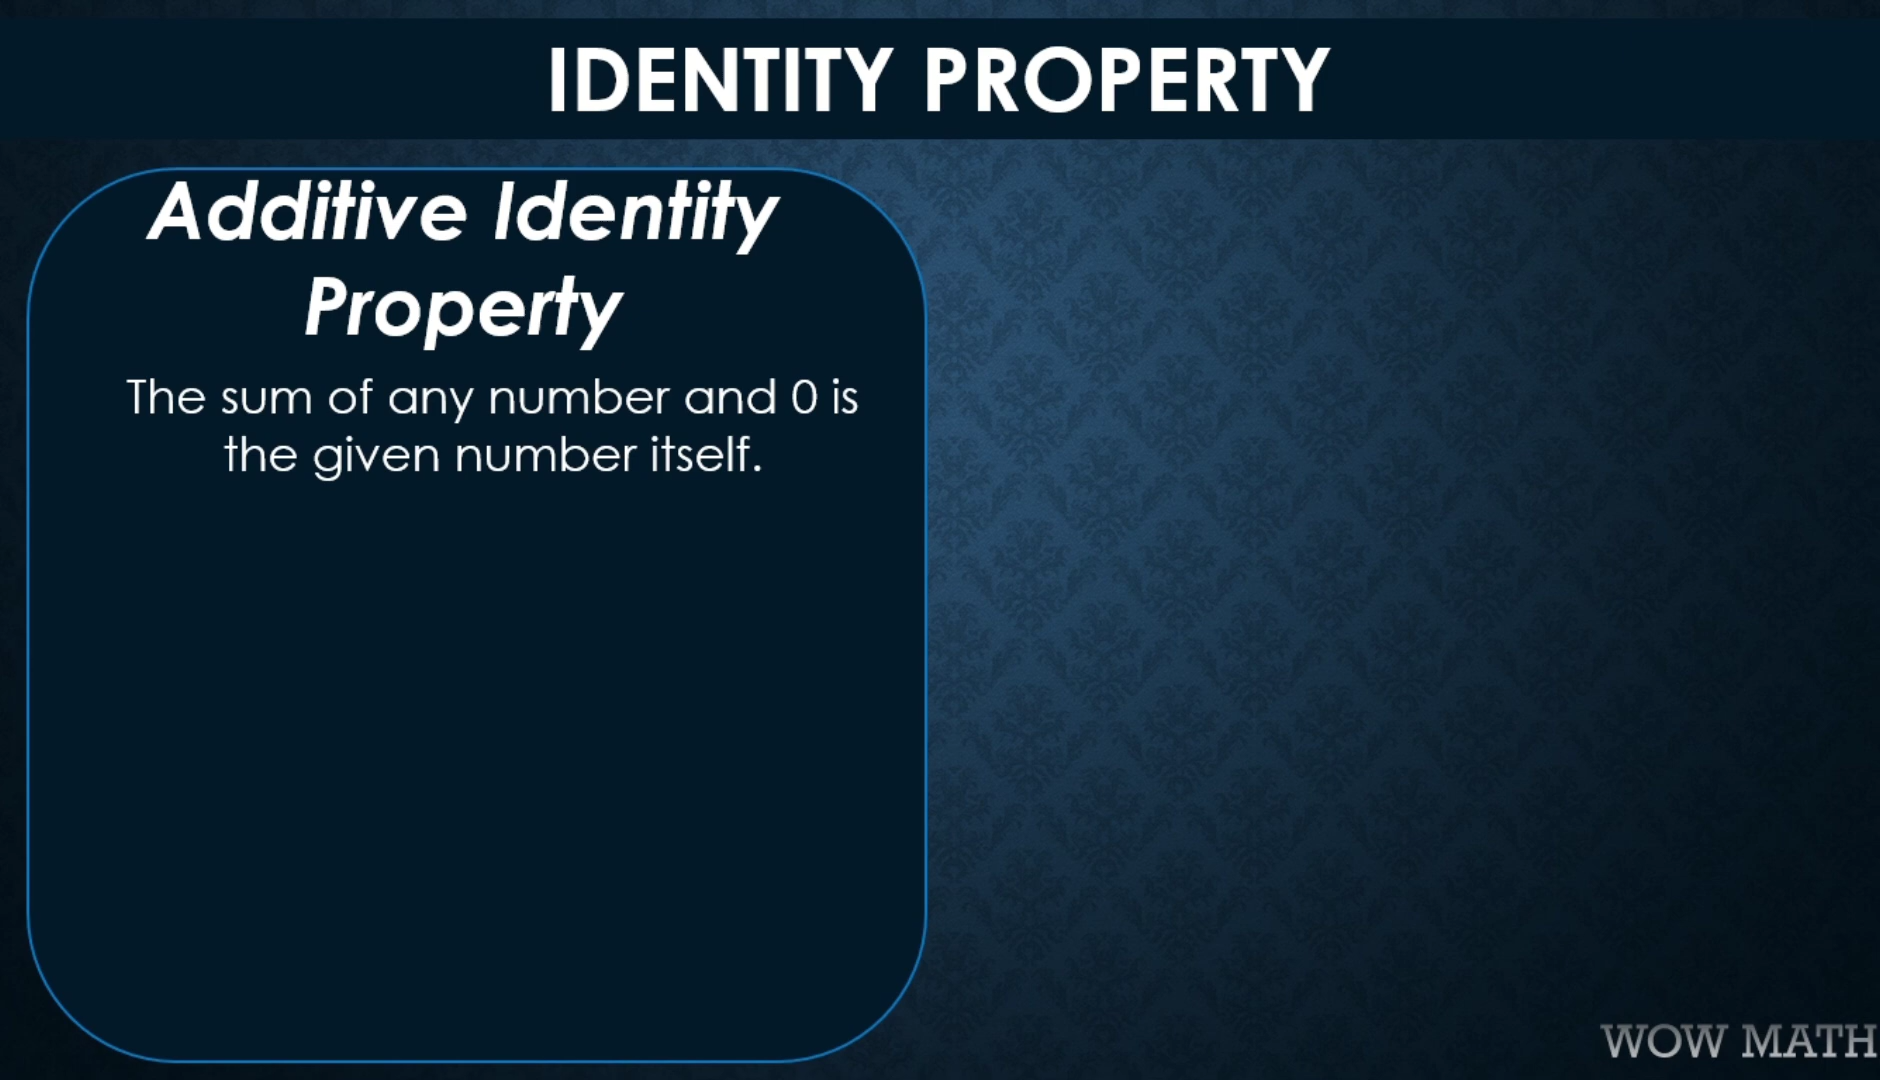 IDENTITY PROPERTY
Additive Identity
Property
The sum of any number and 0 is
the given number itself.
WOW MATH